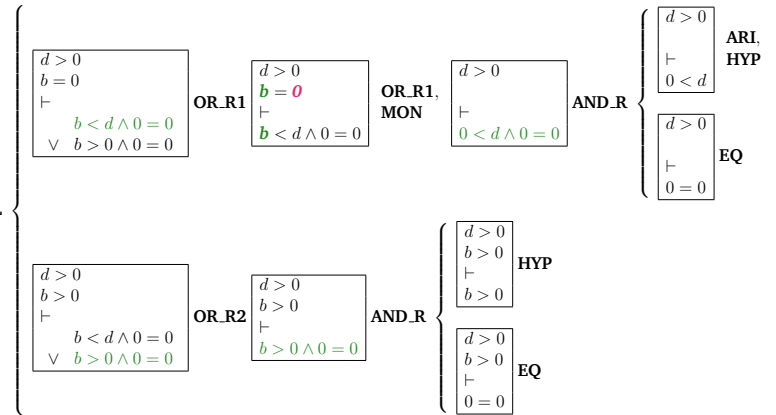 d > 0
b = 0
⊢
b < d ∧ 0 = 0
∨ b > 0 ∧ 0 = 0
OR_R1
d > 0
b = 0
⊢
b < d ∧ 0 = 0
OR_R1,
MON
d > 0
⊢
0 < d ∧ 0 = 0
AND_R
d > 0
⊢
0 < d
ARI,
HYP
d > 0
⊢
0 = 0
EQ
d > 0
b > 0
⊢
b < d ∧ 0 = 0
∨ b > 0 ∧ 0 = 0
OR_R2
d > 0
b > 0
⊢
b > 0 ∧ 0 = 0
AND_R
d > 0
b > 0
⊢
b > 0
HYP
d > 0
b > 0
⊢
0 = 0
EQ